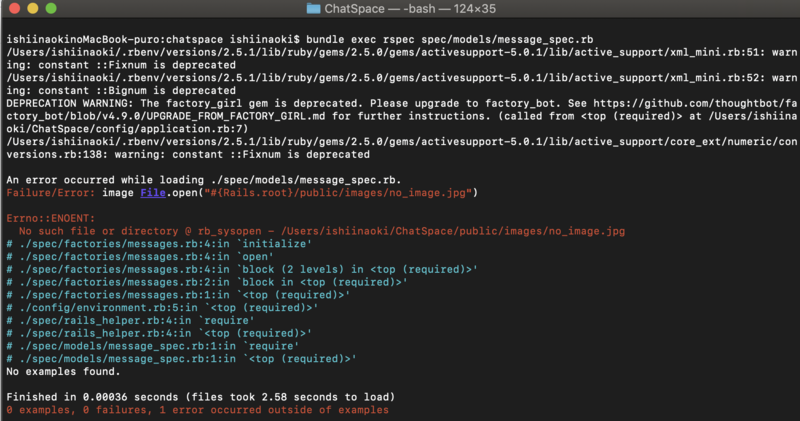 ChatSpace — -bash — 124×35
ishiinaokinoMacBook-puro:chatspace ishiinaoki$ bundle exec rspec spec/models/message_spec.rb
/Users/ishiinaoki/.rbenv/versions/2.5.1/lib/ruby/gems/2.5.0/gems/activesupport-5.0.1/lib/active_support/xml_mini.rb:51: warn
ing: constant ::Fixnum is deprecated
/Users/ishiinaoki/.rbenv/versions/2.5.1/lib/ruby/gems/2.5.0/gems/activesupport-5.0.1/lib/active_support/xml_mini.rb:52: warn
ing: constant ::Bignum is deprecated
DEPRECATION WARNING: The factory_girl gem is deprecated. Please upgrade to factory_bot. See https://github.com/thoughtbot/fa
ctory_bot/blob/v4.9.0/UPGRADE_FROM_FACTORY_GIRL.md for further instructions. (called from <top (required)> at /Users/ishiina
oki/ChatSpace/config/application.rb:7)
/Users/ishiinaoki/.rbenv/versions/2.5.1/lib/ruby/gems/2.5.0/gems/activesupport-5.0.1/lib/active_support/core_ext/numeric/con
versions.rb:138: warning: constant ::Fixnum is deprecated
An error occurred while loading ./spec/models/message_spec.rb.
Failure/Error: image File.open("#{Rails.root}/public/images/no_image.jpg")
Errno::ENOENT:
No such file or directory @ rb_sysopen - /Users/ishiinaoki/ChatSpace/public/images/no_image.jpg
# ./spec/factories/messages.rb:4:in `initialize'
# ./spec/factories/messages.rb:4:in `open'
# ./spec/factories/messages.rb:4:in `block (2 levels) in <top (required)>'
# ./spec/factories/messages.rb:2:in `block in <top (required)>'
# ./spec/factories/messages.rb:1:in `<top (required)>'
# ./config/environment.rb:5:in `<top (required)>'
# ./spec/rails_helper.rb:4:in `require'
# ./spec/rails_helper.rb:4:in `<top (required)>'
# ./spec/models/message_spec.rb:1:in `require'
# ./spec/models/message_spec.rb:1:in `<top (required)>'
No examples found.
Finished in 0.00036 seconds (files took 2.58 seconds to load)
0 examples, 0 failures, 1 error occurred outside of examples